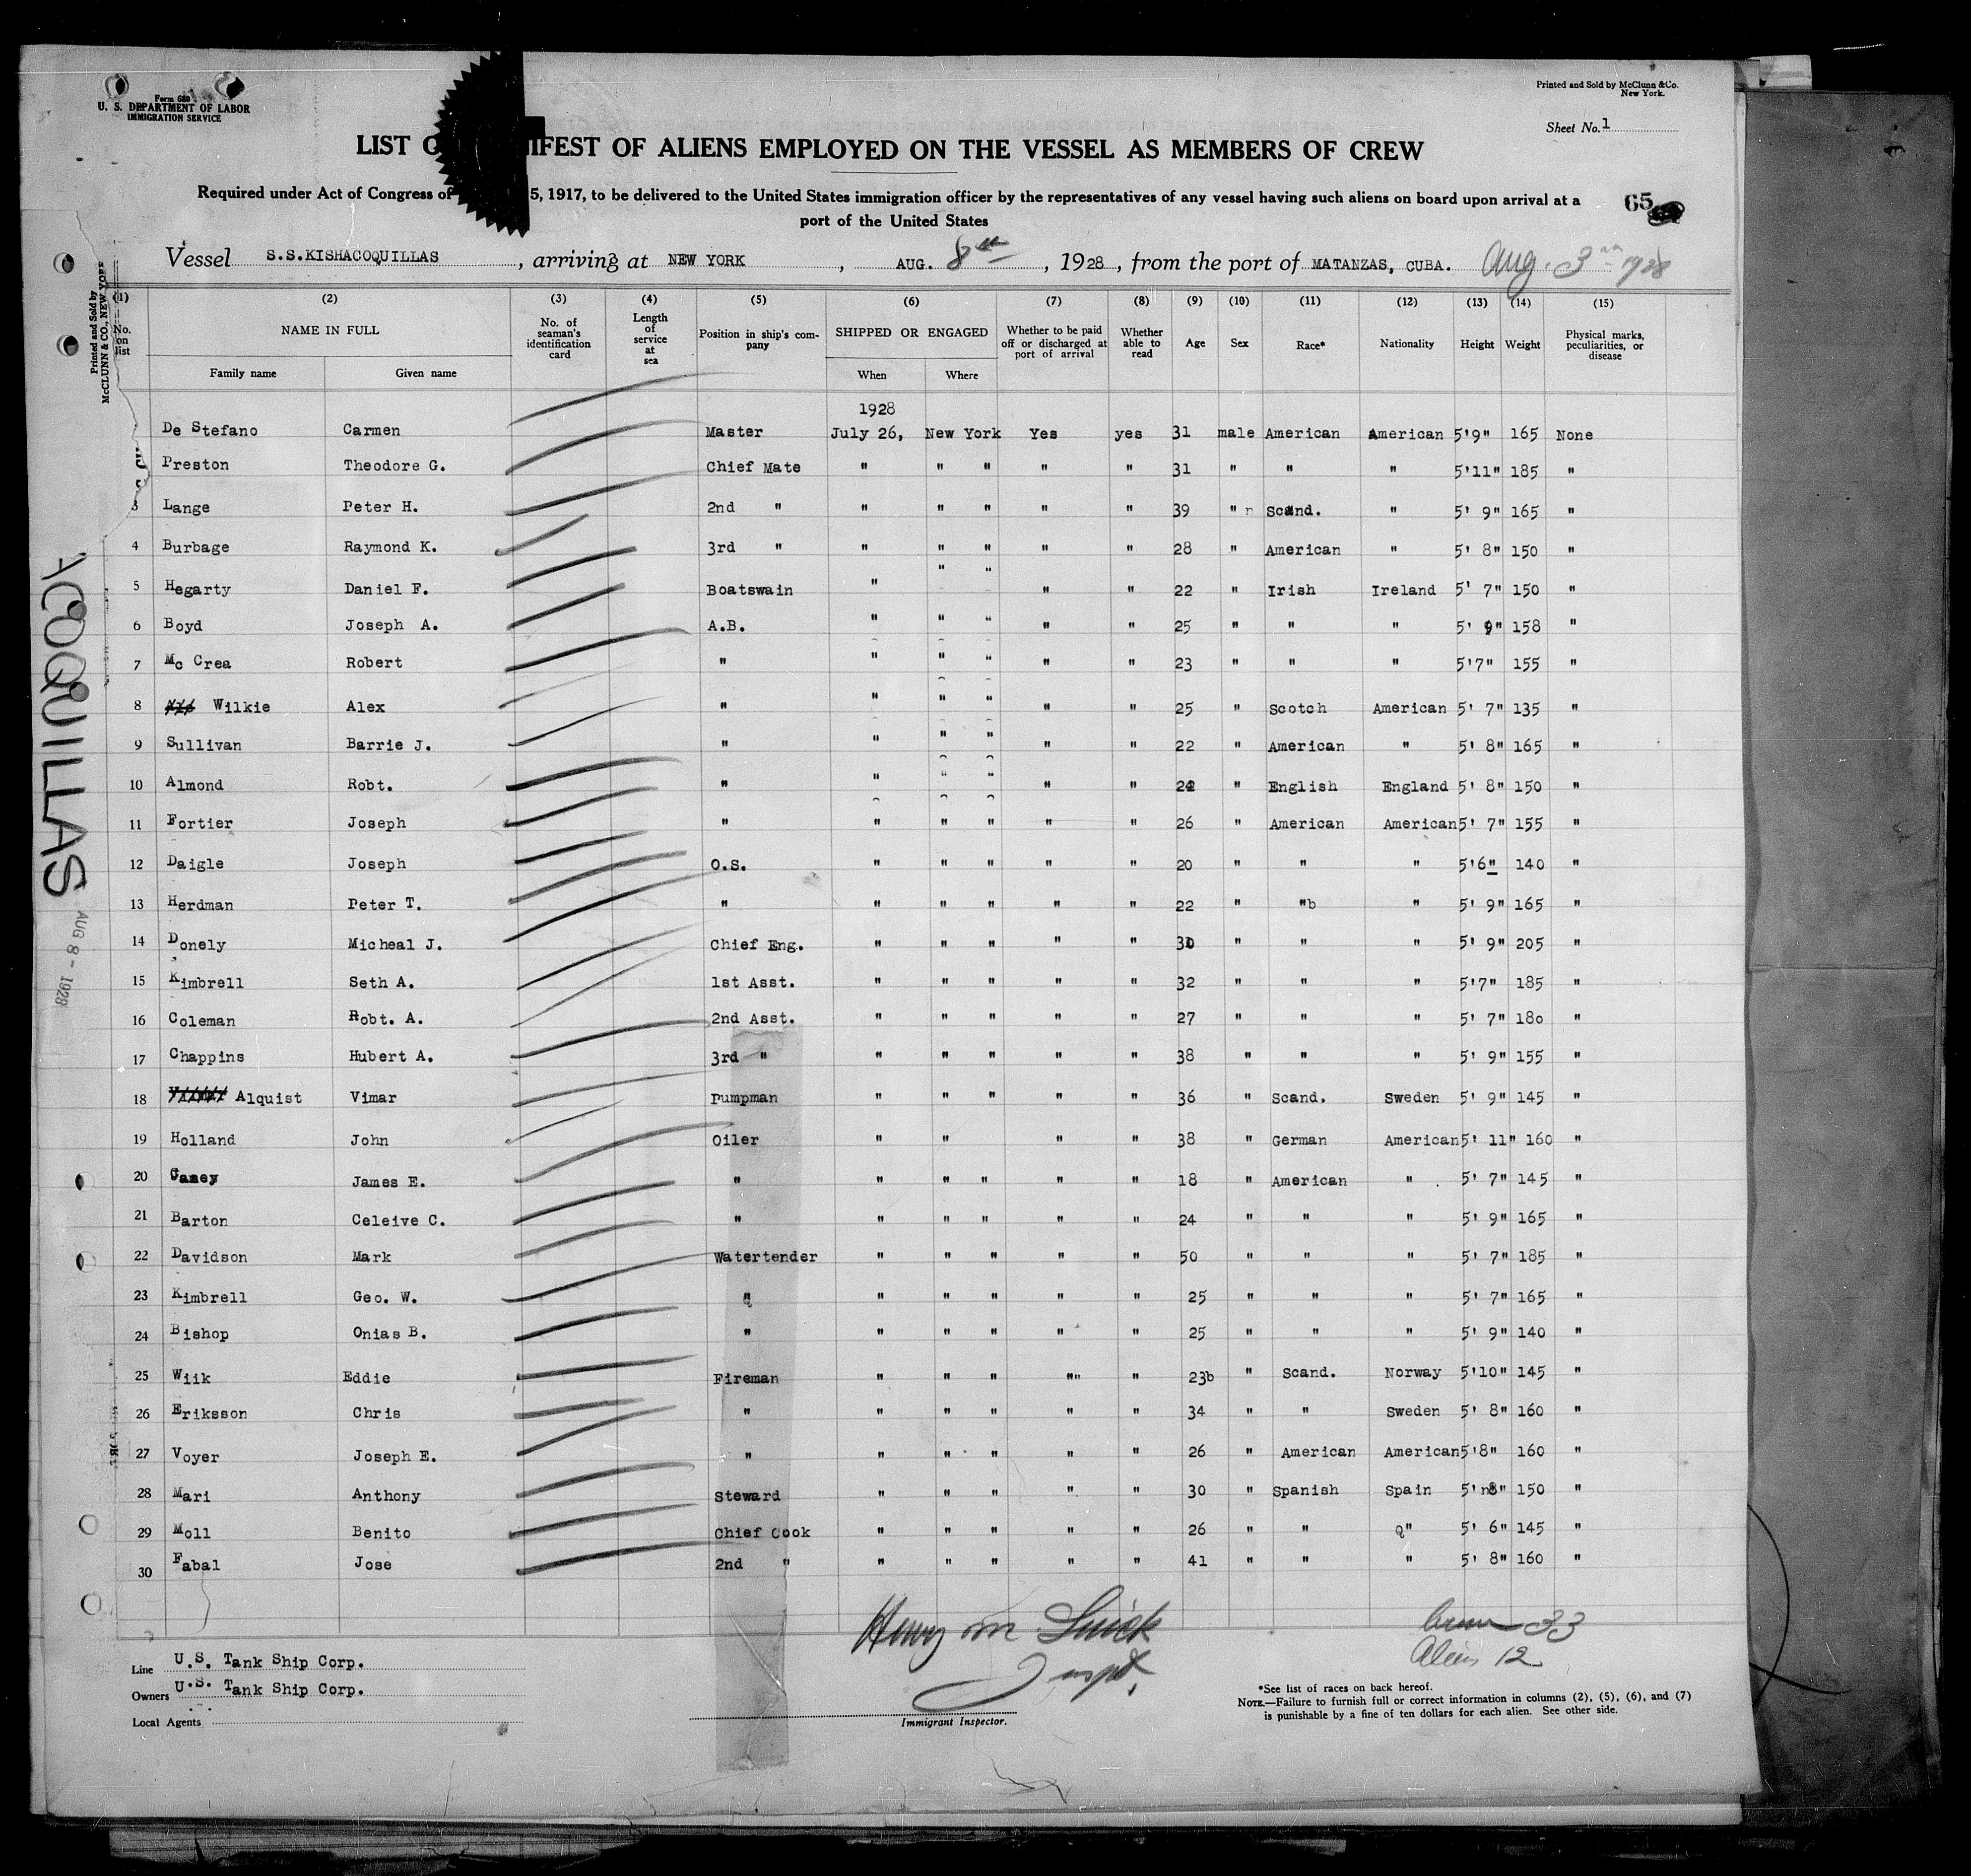 Form 680
U. S. DEPARTMENT OF LABOR
IMMIGRATION SERVICE
Printed and Sold by McClunn & Co.
New York.
Sheet No. 1
LIST O IFEST OF ALIENS EMPLOYED ON THE VESSEL AS MEMBERS OF CREW
Required under Act of Congress of 5, 1917, to be delivered to the United States immigration officer by the representatives of any vessel having such aliens on board upon arrival at a
port of the United States
65
Vessel S.S.KISHACOQUILLAS, arriving at NEW YORK, AUG. 8th, 1928, from the port of MATANZAS, CUBA. Aug. 3rd 1928
Printed and Sold by
McCLUNN & CO., NEW YORK
(1) (2) (3) (4) (5) (6) (7) (8) (9) (10) (11) (12) (13) (14) (15)
No. on list NAME IN FULL No. of seaman's identification card Length of service at sea Position in ship's company SHIPPED OR ENGAGED Whether to be paid off or discharged at port of arrival Whether able to read Age Sex Race* Nationality Height Weight Physical marks, peculiarities, or disease
Family name Given name When Where
1928
De Stefano Carmen Master July 26, New York Yes yes 31 male American American 5'9" 165 None
Preston Theodore G. Chief Mate " " " " " 31 " " " 5'11" 185 "
3 Lange Peter H. 2nd " " " " " " 39 " n Scand. " 5' 9" 165 "
4 Burbage Raymond K. 3rd " " " " " " 28 " American " 5' 8" 150 "
5 Hegarty Daniel F. Boatswain " " " " " 22 " Irish Ireland 5' 7" 150 "
6 Boyd Joseph A. A.B. " " " " " 25 " " " 5' 9" 158 "
7 Mc Crea Robert " " " " " " 23 " " " 5'7" 155 "
8 Wilkie Alex " " " " " " 25 " Scotch American 5' 7" 135 "
9 Sullivan Barrie J. " " " " " " 22 " American " 5' 8" 165 "
10 Almond Robt. " " " " " " 24 " English England 5' 8" 150 "
11 Fortier Joseph " " " " " " 26 " American American 5' 7" 155 "
12 Daigle Joseph O.S. " " " " " 20 " " " 5'6" 140 "
13 Herdman Peter T. " " " " " " 22 " "b " 5' 9" 165 "
14 Donely Micheal J. Chief Eng. " " " " " 30 " " " 5' 9" 205 "
15 Kimbrell Seth A. 1st Asst. " " " " " 32 " " " 5'7" 185 "
16 Coleman Robt. A. 2nd Asst. " " " " " 27 " " " 5' 7" 180 "
17 Chappins Hubert A. 3rd " " " " " " 38 " " " 5' 9" 155 "
18 Alquist Vimar Pumpman " " " " " 36 " Scand. Sweden 5' 9" 145 "
19 Holland John Oiler " " " " 38 " German American 5' 11" 160 "
20 Casey James E. " " " " " " 18 " American " 5' 7" 145 "
21 Barton Celeive C. " " " " " " 24 " " " 5' 9" 165 "
22 Davidson Mark Watertender " " " " " 50 " " " 5' 7" 185 "
23 Kimbrell Geo. W. " " " " " " 25 " " " 5' 7" 165 "
24 Bishop Onias B. " " " " " " 25 " " " 5' 9" 140 "
25 Wiik Eddie Fireman " " " "" " 23b " Scand. Norway 5'10" 145 "
26 Eriksson Chris " " " " " " 34 " " Sweden 5' 8" 160 "
27 Voyer Joseph E. " " " " " " 26 " American American 5'8" 160 "
28 Mari Anthony Steward " " " " " 30 " Spanish Spain 5' 8" 150 "
29 Moll Benito Chief Cook " " " " " 26 " " " 5' 6" 145 "
30 Fabal Jose 2nd " " " " " " 41 " " " 5' 8" 160 "
ACOQUILLAS
AUG 8 - 1928
Line U.S. Tank Ship Corp.
Owners U.S. Tank Ship Corp.
Local Agents
Inspt.
Immigrant Inspector.
33
Aliens 12
*See list of races on back hereof.
NOTE.—Failure to furnish full or correct information in columns (2), (5), (6), and (7)
is punishable by a fine of ten dollars for each alien. See other side.